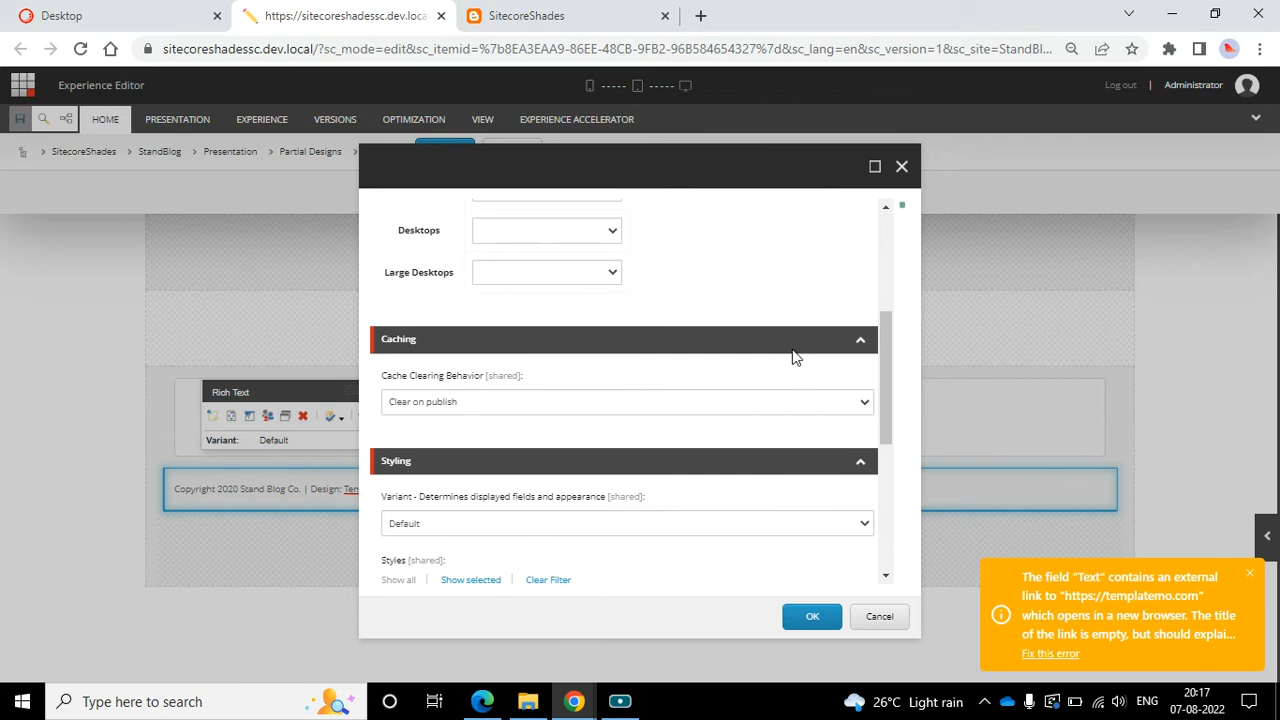 Desktop
https://sitecoreshadessc.dev.loca
SitecoreShades
sitecoreshadessc.dev.local/?sc_mode=edit&sc_itemid=%7b8EA3EAA9-86EE-48CB-9FB2-96B584654327%7d&sc_lang=en&sc_version=1&sc_site=StandBl...
Experience Editor
Log out | Administrator
HOME PRESENTATION EXPERIENCE VERSIONS OPTIMIZATION VIEW EXPERIENCE ACCELERATOR
SitecoreShades StandBlog Presentation Partial Designs
Desktops
Large Desktops
Caching
Cache Clearing Behavior [shared]:
Clear on publish
Rich Text
Variant: Default
Styling
Copyright 2020 Stand Blog Co. | Design: Tem
Variant - Determines displayed fields and appearance [shared]:
Default
Styles [shared]:
Show all | Show selected | Clear Filter
OK Cancel
The field "Text" contains an external
link to "https://templatemo.com"
which opens in a new browser. The title
of the link is empty, but should explai...
Fix this error
Type here to search
26°C Light rain
ENG
20:17
07-08-2022